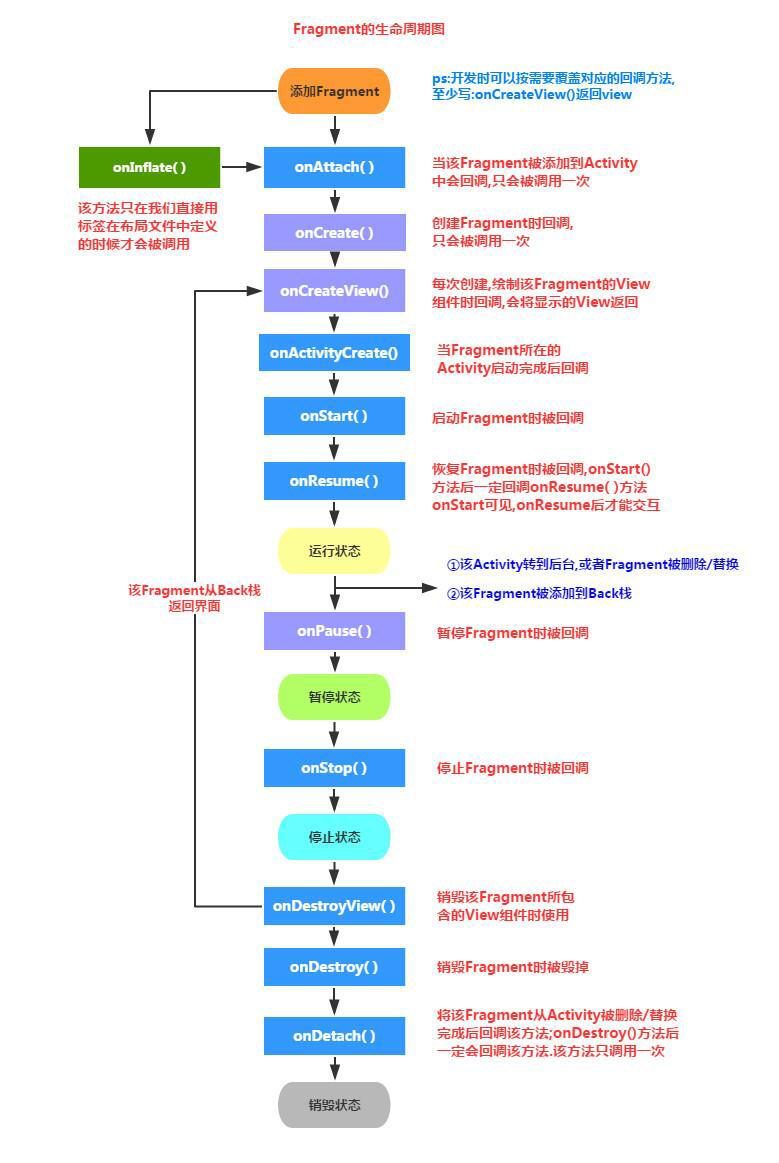 Fragment的生命周期图
添加Fragment
ps:开发时可以按需要覆盖对应的回调方法,
至少写:onCreateView()返回view
onInflate( )
onAttach( )
当该Fragment被添加到Activity
中会回调,只会被调用一次
该方法只在我们直接用
标签在布局文件中定义
的时候才会被调用
onCreate( )
创建Fragment时回调,
只会被调用一次
onCreateView()
每次创建,绘制该Fragment的View
组件时回调,会将显示的View返回
onActivityCreate()
当Fragment所在的
Activity启动完成后回调
onStart( )
启动Fragment时被回调
onResume( )
恢复Fragment时被回调,onStart()
方法后一定回调onResume( )方法
onStart可见,onResume后才能交互
运行状态
①该Activity转到后台,或者Fragment被删除/替换
②该Fragment被添加到Back栈
该Fragment从Back栈
返回界面
onPause( )
暂停Fragment时被回调
暂停状态
onStop( )
停止Fragment时被回调
停止状态
onDestroyView( )
销毁该Fragment所包
含的View组件时使用
onDestroy( )
销毁Fragment时被毁掉
onDetach( )
将该Fragment从Activity被删除/替换
完成后回调该方法;onDestroy()方法后
一定会回调该方法.该方法只调用一次
销毁状态